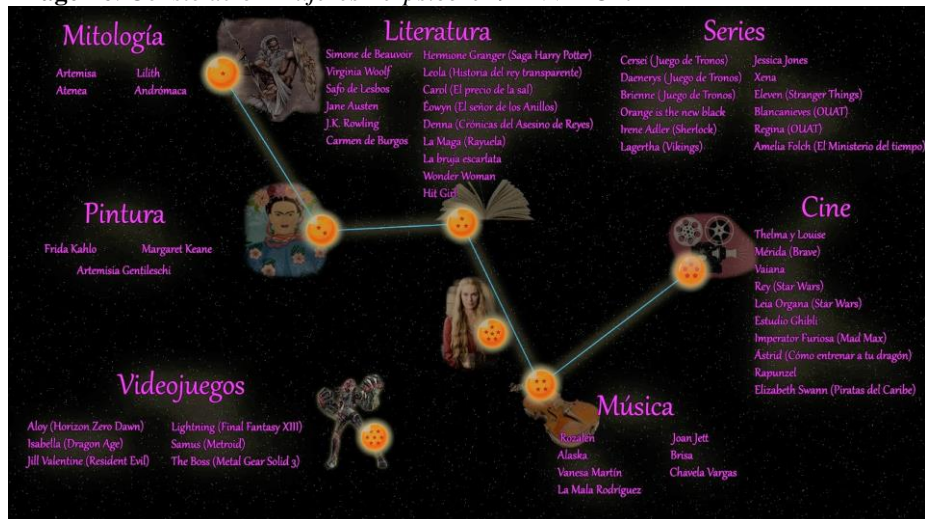 Mitología
Artemisa
Lilith
Atenea
Andrómaca
Literatura
Simone de Beauvoir
Virginia Woolf
Safo de Lesbos
Jane Austen
J.K. Rowling
Carmen de Burgos
Hermione Granger (Saga Harry Potter)
Leola (Historia del rey transparente)
Carol (El precio de la sal)
Éowyn (El señor de los Anillos)
Denna (Crónicas del Asesino de Reyes)
La Maga (Rayuela)
La bruja escarlata
Wonder Woman
Hit Girl
Series
Cersei (Juego de Tronos)
Daenerys (Juego de Tronos)
Brienne (Juego de Tronos)
Orange is the new black
Irene Adler (Sherlock)
Lagertha (Vikings)
Jessica Jones
Xena
Eleven (Stranger Things)
Blancanieves (OUAT)
Regina (OUAT)
Amelia Folch (El Ministerio del tiempo)
Pintura
Frida Kahlo
Margaret Keane
Artemisia Gentileschi
Cine
Thelma y Louise
Mérida (Brave)
Vaiana
Rey (Star Wars)
Leia Organa (Star Wars)
Estudio Ghibli
Imperator Furiosa (Mad Max)
Ástrid (Cómo entrenar a tu dragón)
Rapunzel
Elizabeth Swann (Piratas del Caribe)
Videojuegos
Aloy (Horizon Zero Dawn)
Isabella (Dragon Age)
Jill Valentine (Resident Evil)
Lightning (Final Fantasy XIII)
Samus (Metroid)
The Boss (Metal Gear Solid 3)
Música
Rozalén
Alaska
Vanesa Martín
La Mala Rodríguez
Joan Jett
Brisa
Chavela Vargas